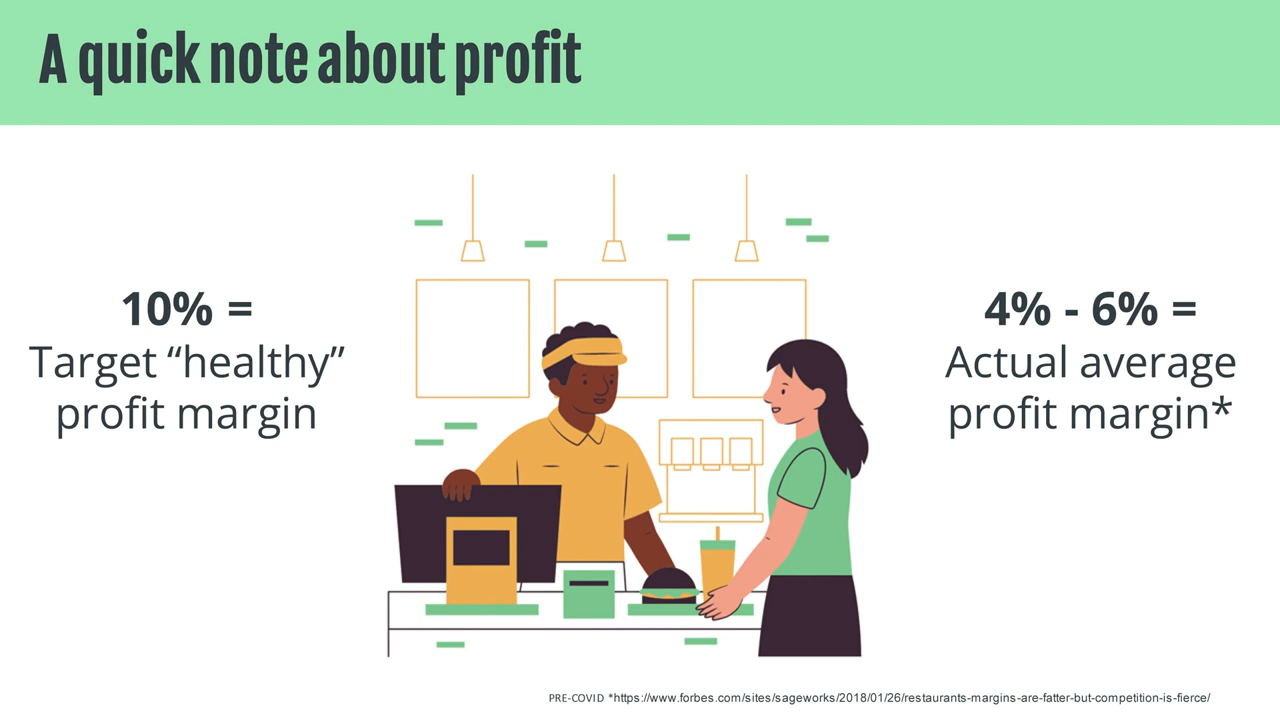 A quick note about profit
10% =
Target “healthy”
profit margin
4% - 6% =
Actual average
profit margin*
PRE-COVID *https://www.forbes.com/sites/sageworks/2018/01/26/restaurants-margins-are-fatter-but-competition-is-fierce/